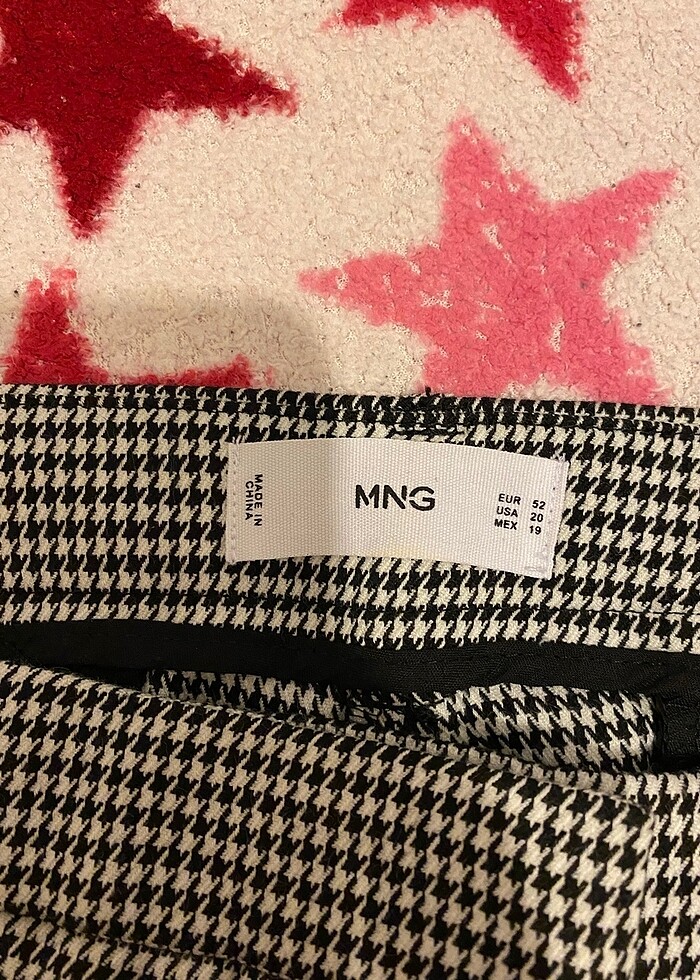 MADE IN
CHINA
MNG
EUR 52
USA 20
MEX 19